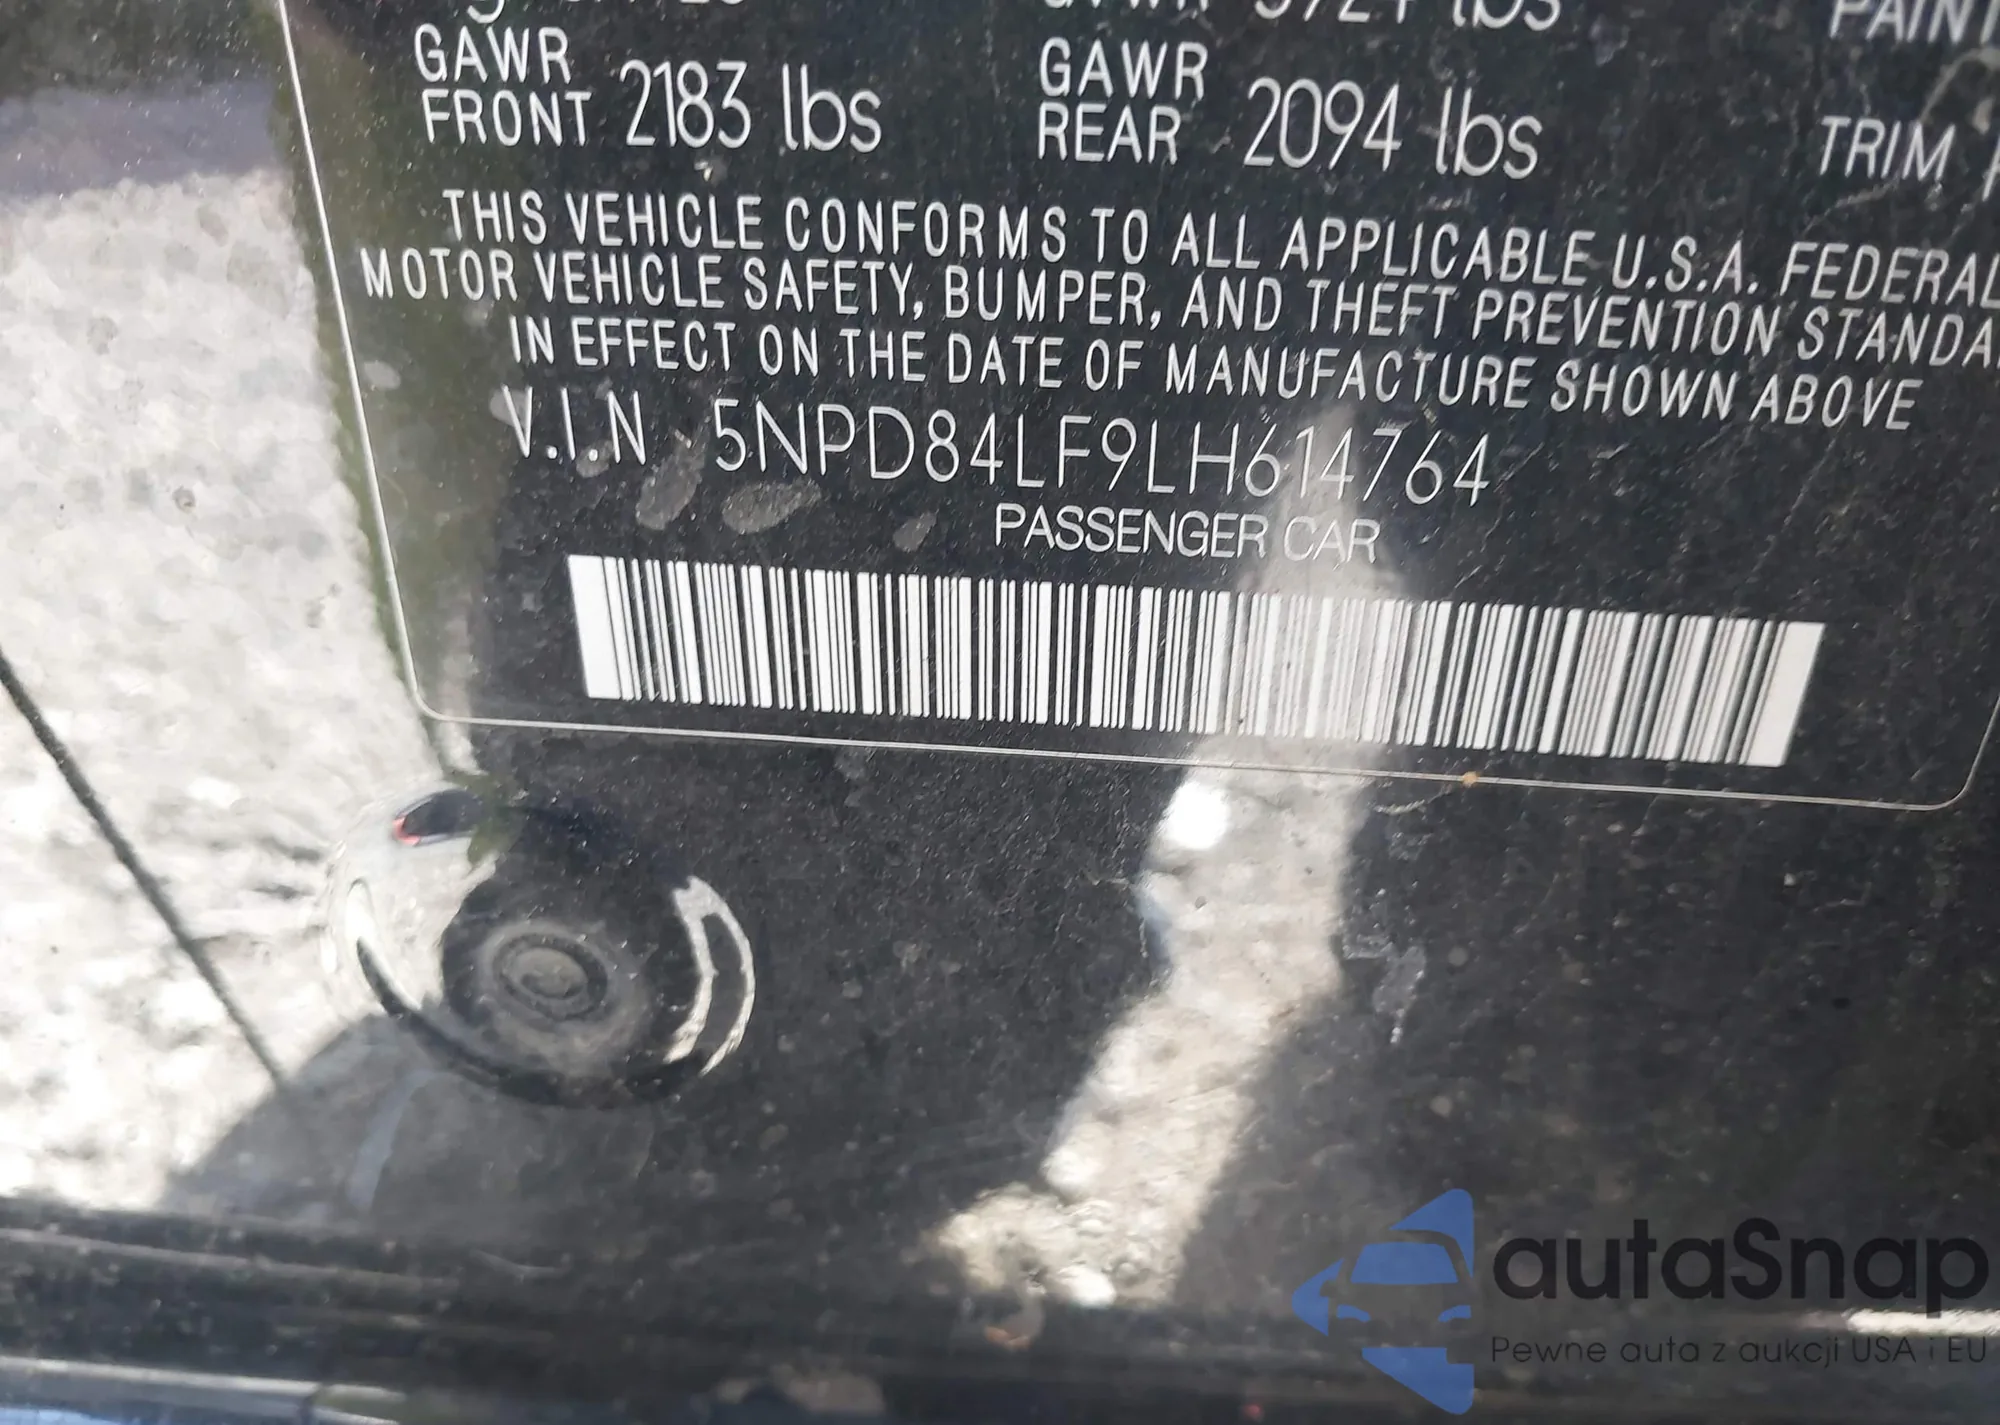 GAWR FRONT 2183 lbs GAWR REAR 2094 lbs TRIM
THIS VEHICLE CONFORMS TO ALL APPLICABLE U.S.A. FEDERAL
MOTOR VEHICLE SAFETY, BUMPER, AND THEFT PREVENTION STANDA
IN EFFECT ON THE DATE OF MANUFACTURE SHOWN ABOVE
V.I.N 5NPD84LF9LH614764
PASSENGER CAR
autaSnap
Pewne auta z aukcji USA i EU